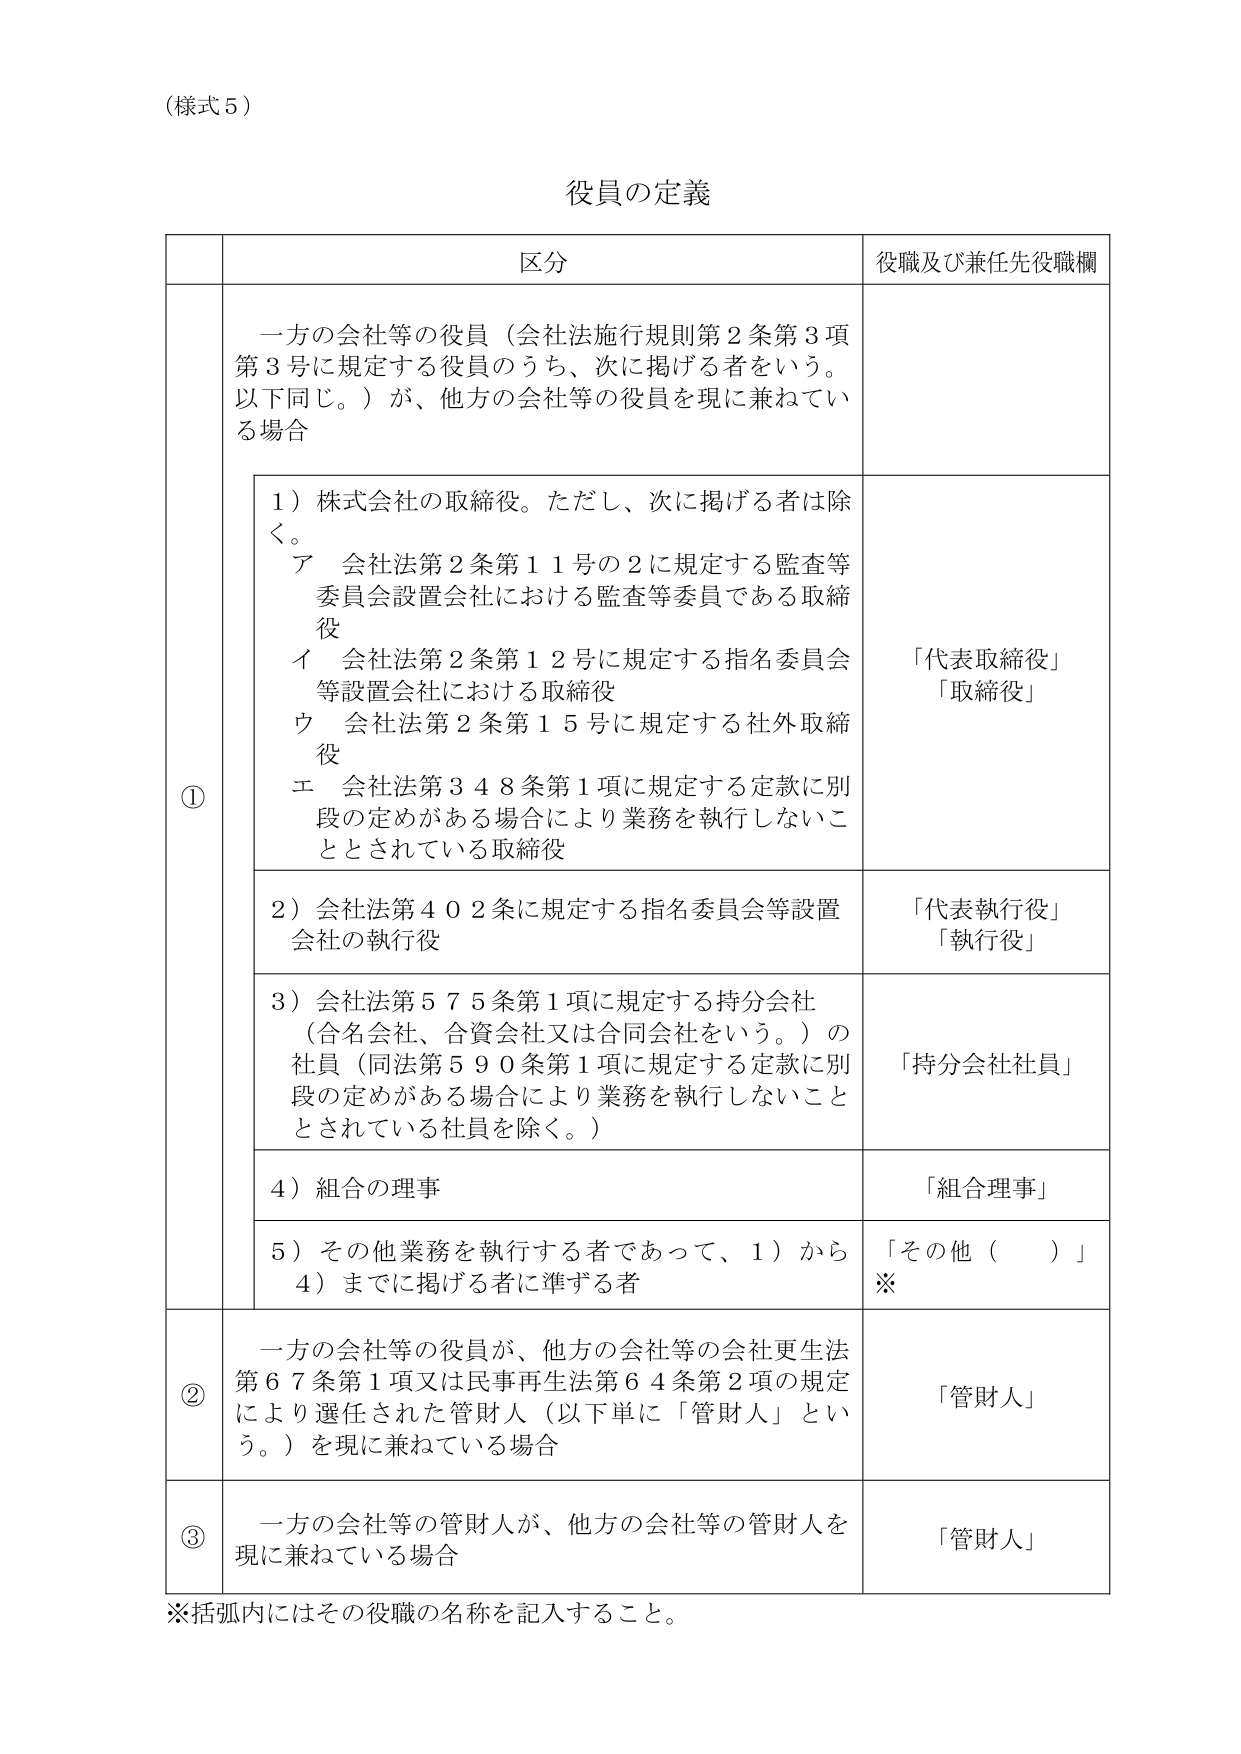 （様式５）
役員の定義
区分
役職及び兼任先役職欄
①
一方の会社等の役員（会社法施行規則第２条第３項
第３号に規定する役員のうち、次に掲げる者をいう。
以下同じ。）が、他方の会社等の役員を現に兼ねてい
る場合
１）株式会社の取締役。ただし、次に掲げる者は除
く。
ア　会社法第２条第１１号の２に規定する監査等
委員会設置会社における監査等委員である取締
役
イ　会社法第２条第１２号に規定する指名委員会
等設置会社における取締役
ウ　会社法第２条第１５号に規定する社外取締
役
エ　会社法第３４８条第１項に規定する定款に別
段の定めがある場合により業務を執行しないこ
ととされている取締役
「代表取締役」
「取締役」
２）会社法第４０２条に規定する指名委員会等設置
会社の執行役
「代表執行役」
「執行役」
３）会社法第５７５条第１項に規定する持分会社
（合名会社、合資会社又は合同会社をいう。）の
社員（同法第５９０条第１項に規定する定款に別
段の定めがある場合により業務を執行しないこと
とされている社員を除く。）
「持分会社社員」
４）組合の理事
「組合理事」
５）その他業務を執行する者であって、１）から
４）までに掲げる者に準ずる者
「その他（　　）」
※
②
一方の会社等の役員が、他方の会社等の会社更生法
第６７条第１項又は民事再生法第６４条第２項の規定
により選任された管財人（以下単に「管財人」とい
う。）を現に兼ねている場合
「管財人」
③
一方の会社等の管財人が、他方の会社等の管財人を
現に兼ねている場合
「管財人」
※括弧内にはその役職の名称を記入すること。